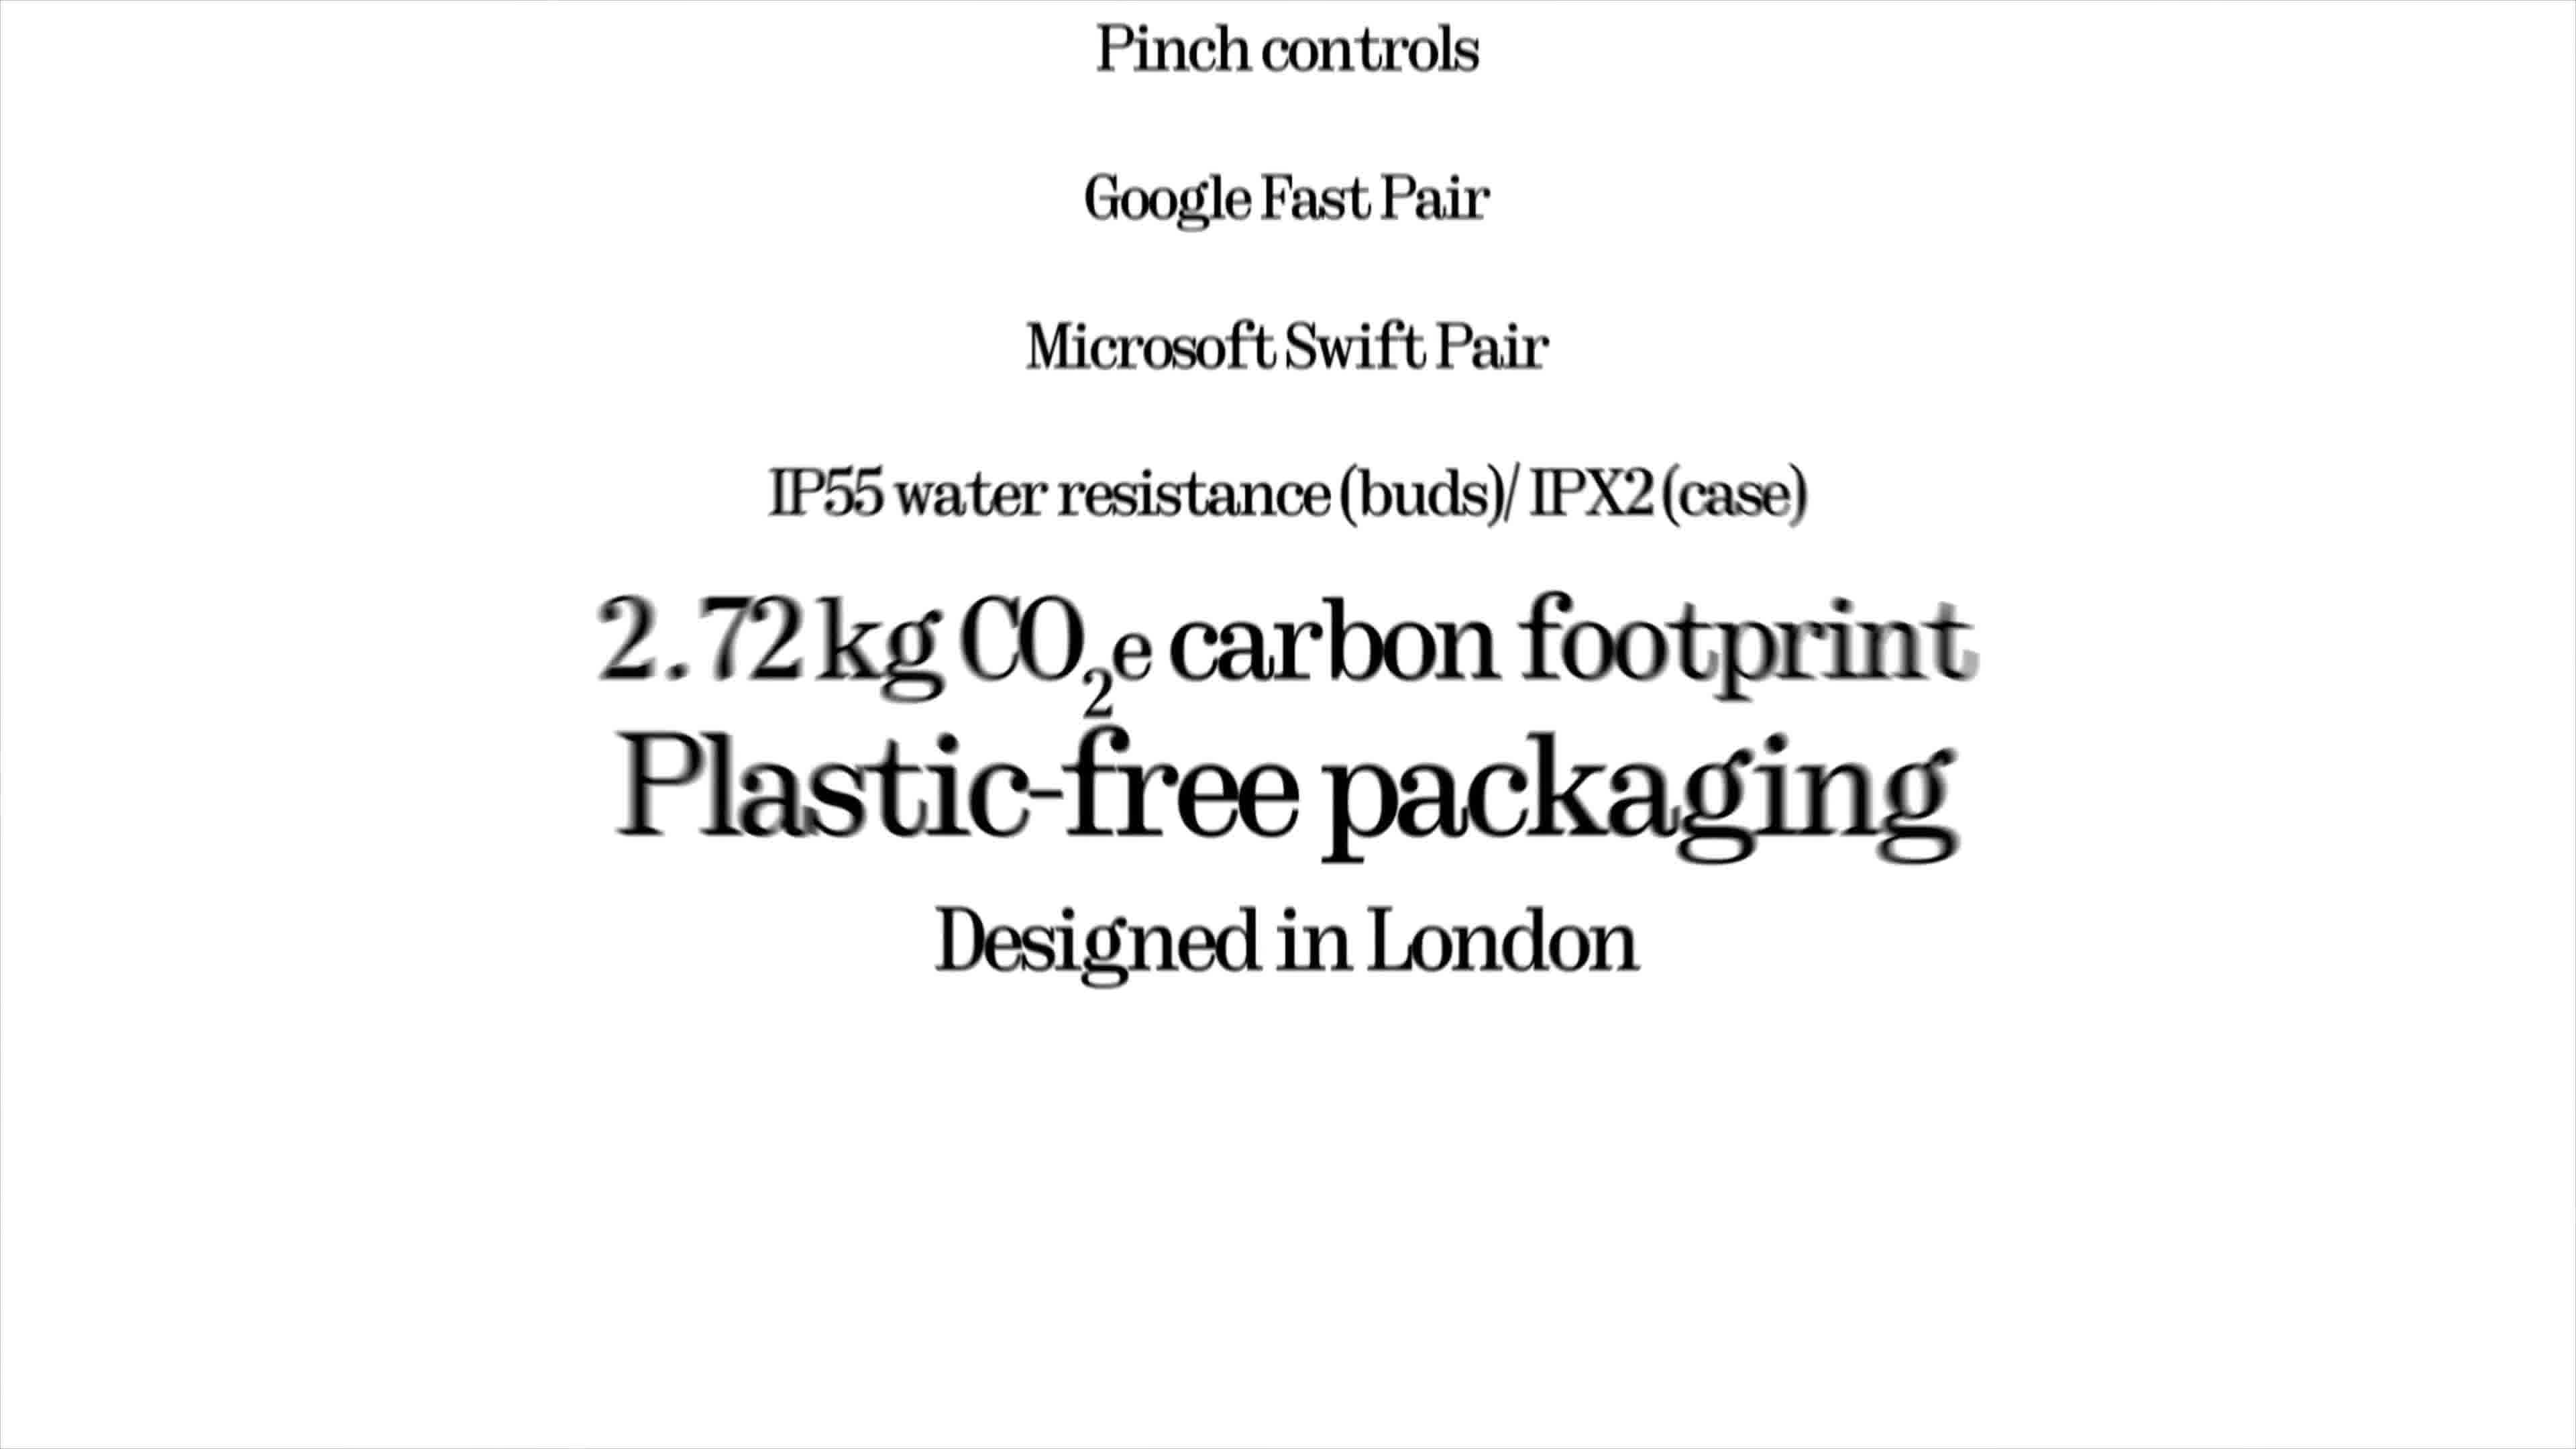 Pinch controls
Google Fast Pair
Microsoft Swift Pair
IP55 water resistance (buds)/ IPX2 (case)
2.72 kg CO₂e carbon footprint
Plastic-free packaging
Designed in London